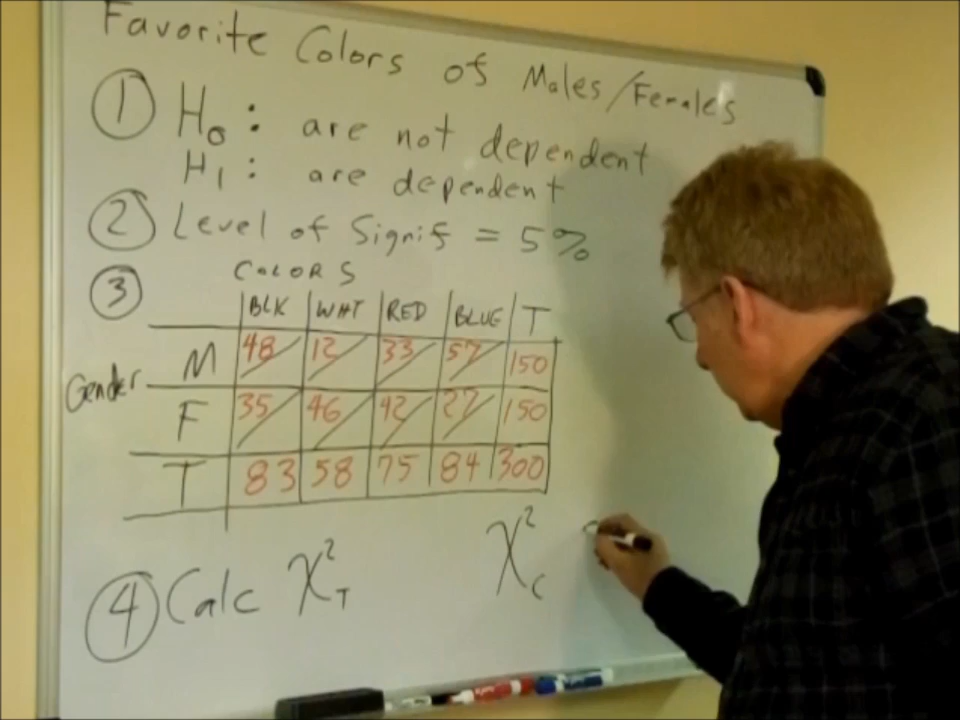 Favorite Colors of Males/Females
① H₀ : are not dependent
H₁ : are dependent
② Level of Signif = 5%
③ COLORS
BLK WHT RED BLUE T
Gender M 48 12 33 57 150
F 35 46 42 27 150
T 83 58 75 84 300
④ Calc χ²T χ²C